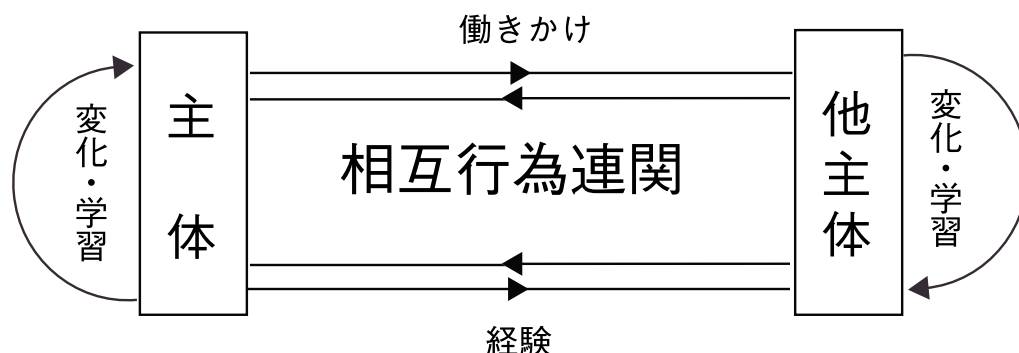 働きかけ
変化・学習
主体
相互行為連関
他主体
変化・学習
経験